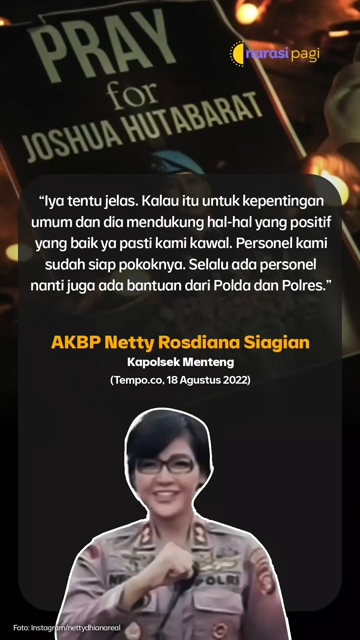 PRAY
for
JOSHUA HUTABARAT
narasi pagi
“Iya tentu jelas. Kalau itu untuk kepentingan
umum dan dia mendukung hal-hal yang positif
yang baik ya pasti kami kawal. Personel kami
sudah siap pokoknya. Selalu ada personel
nanti juga ada bantuan dari Polda dan Polres.”
AKBP Netty Rosdiana Siagian
Kapolsek Menteng
(Tempo.co, 18 Agustus 2022)
POLRI
Foto: Instagram/nettydhianareal